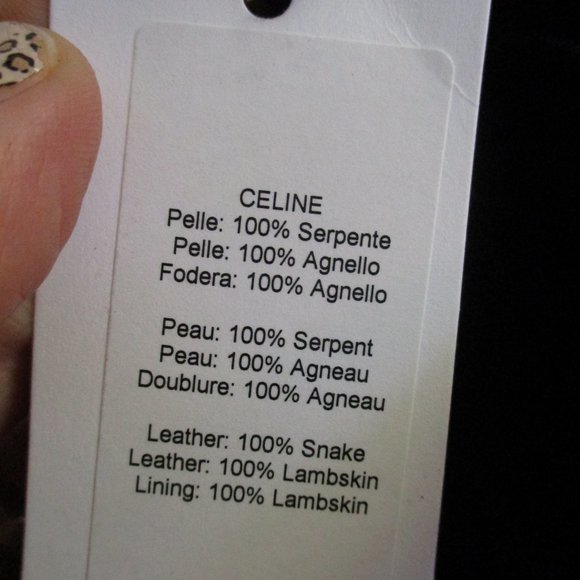 CELINE
Pelle: 100% Serpente
Pelle: 100% Agnello
Fodera: 100% Agnello
Peau: 100% Serpent
Peau: 100% Agneau
Doublure: 100% Agneau
Leather: 100% Snake
Leather: 100% Lambskin
Lining: 100% Lambskin